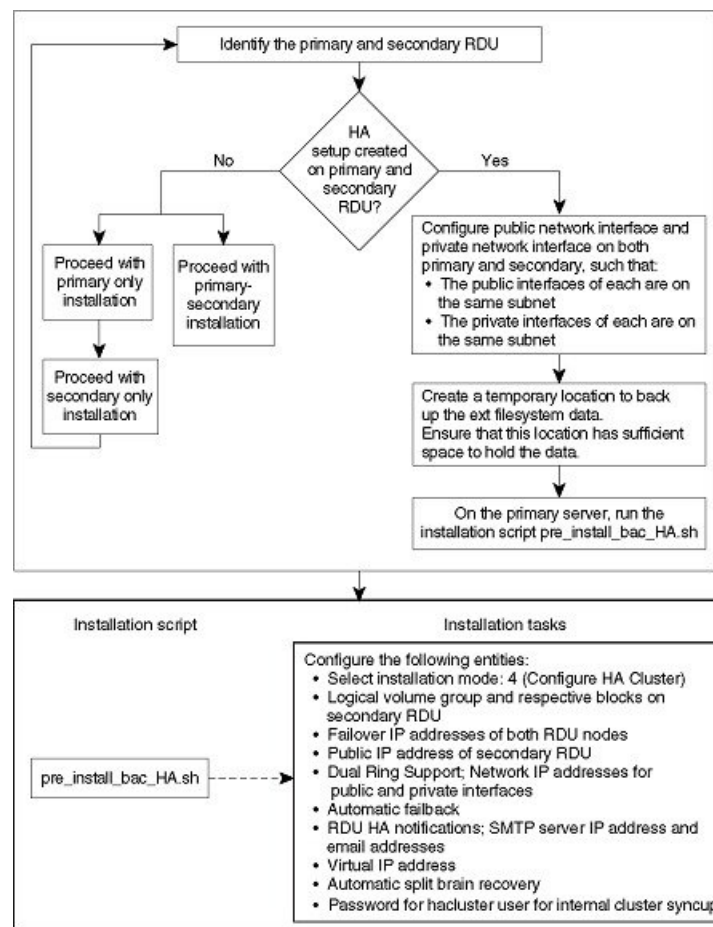 Identify the primary and secondary RDU
HA
setup created
on primary and
secondary
RDU?
No
Yes
Proceed with
primary only
installation
Proceed with
primary-
secondary
installation
Proceed with
secondary only
installation
Configure public network interface and
private network interface on both
primary and secondary, such that:
• The public interfaces of each are on
the same subnet
• The private interfaces of each are on
the same subnet
Create a temporary location to back
up the ext filesystem data.
Ensure that this location has sufficient
space to hold the data.
On the primary server, run the
installation script pre_install_bac_HA.sh
Installation script
Installation tasks
pre_install_bac_HA.sh
Configure the following entities:
• Select installation mode: 4 (Configure HA Cluster)
• Logical volume group and respective blocks on
secondary RDU
• Failover IP addresses of both RDU nodes
• Public IP address of secondary RDU
• Dual Ring Support; Network IP addresses for
public and private interfaces
• Automatic failback
• RDU HA notifications; SMTP server IP address and
email addresses
• Virtual IP address
• Automatic split brain recovery
• Password for hacluster user for internal cluster syncup